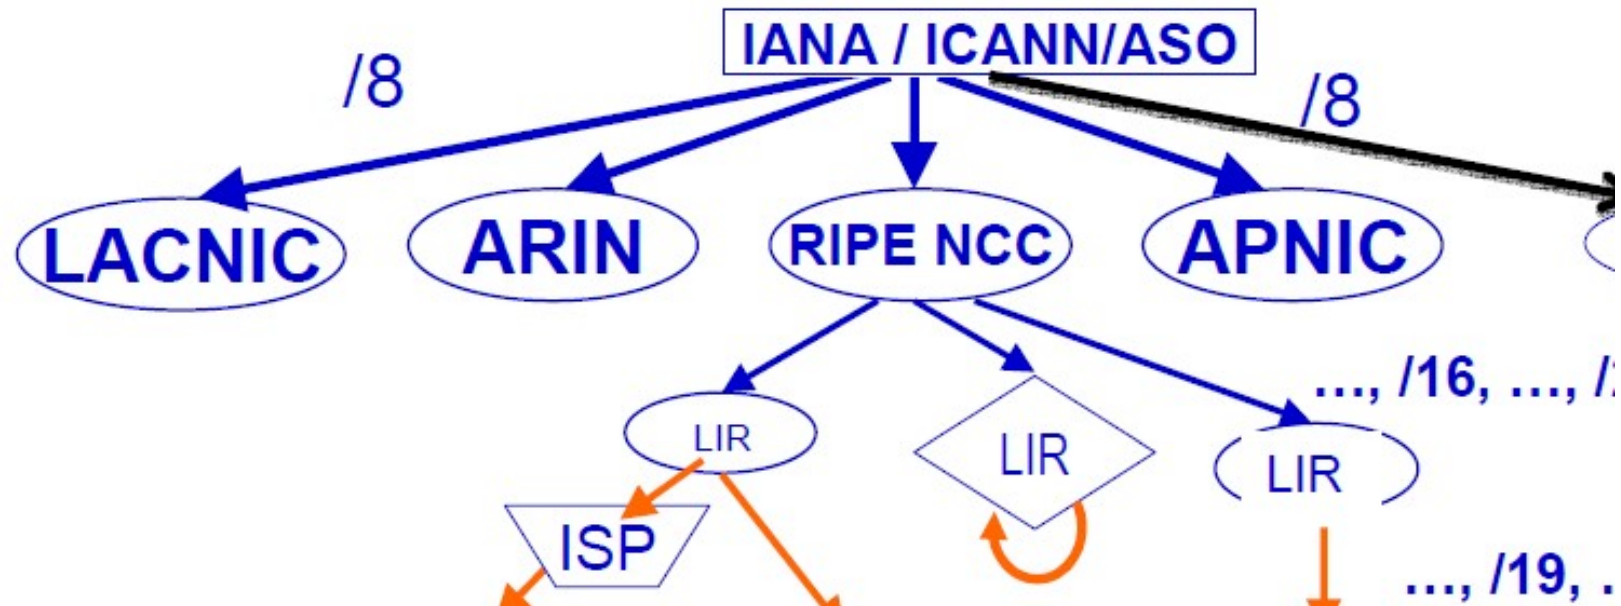 IANA / ICANN/ASO
/8
/8
LACNIC
ARIN
RIPE NCC
APNIC
..., /16, ..., /
LIR
LIR
LIR
ISP
..., /19, .